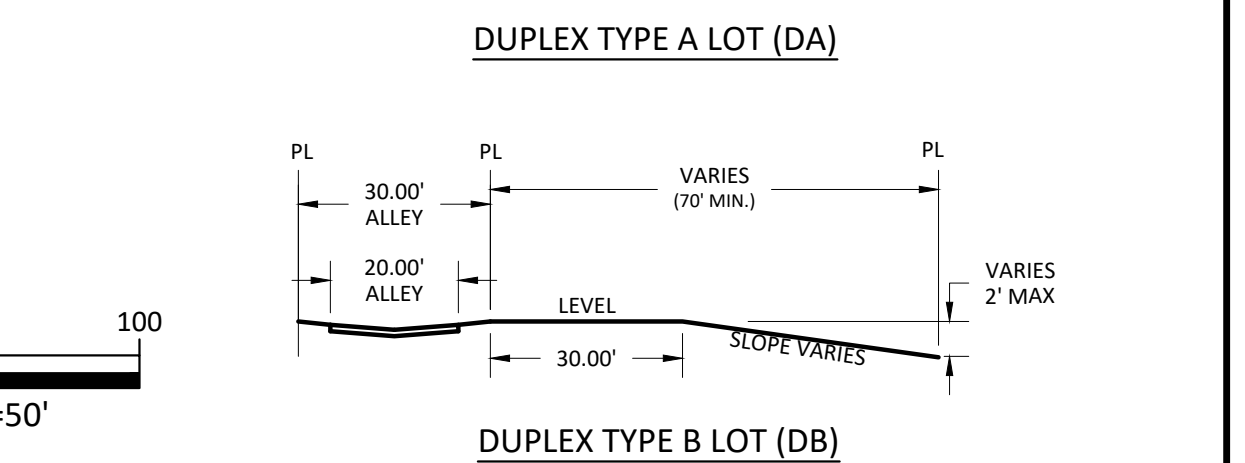 DUPLEX TYPE A LOT (DA)
PL
PL
PL
30.00'
ALLEY
VARIES
(70' MIN.)
20.00'
ALLEY
LEVEL
VARIES
2' MAX
SLOPE VARIES
30.00'
100
=50'
DUPLEX TYPE B LOT (DB)